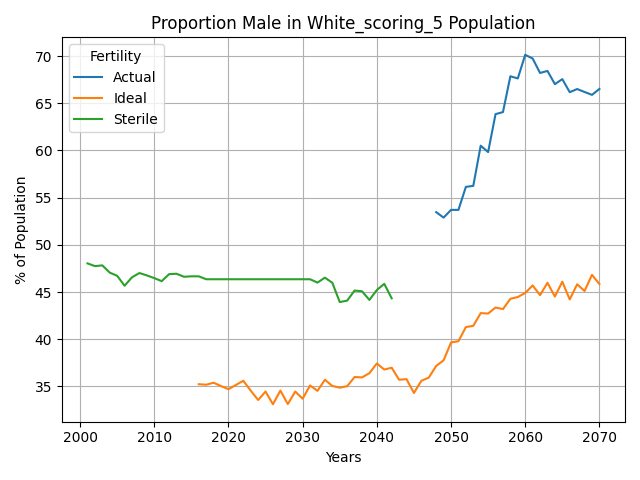 Proportion Male in White_scoring_5 Population
Fertility
Actual
Ideal
Sterile
% of Population
70
65
60
55
50
45
40
35
2000 2010 2020 2030 2040 2050 2060 2070
Years